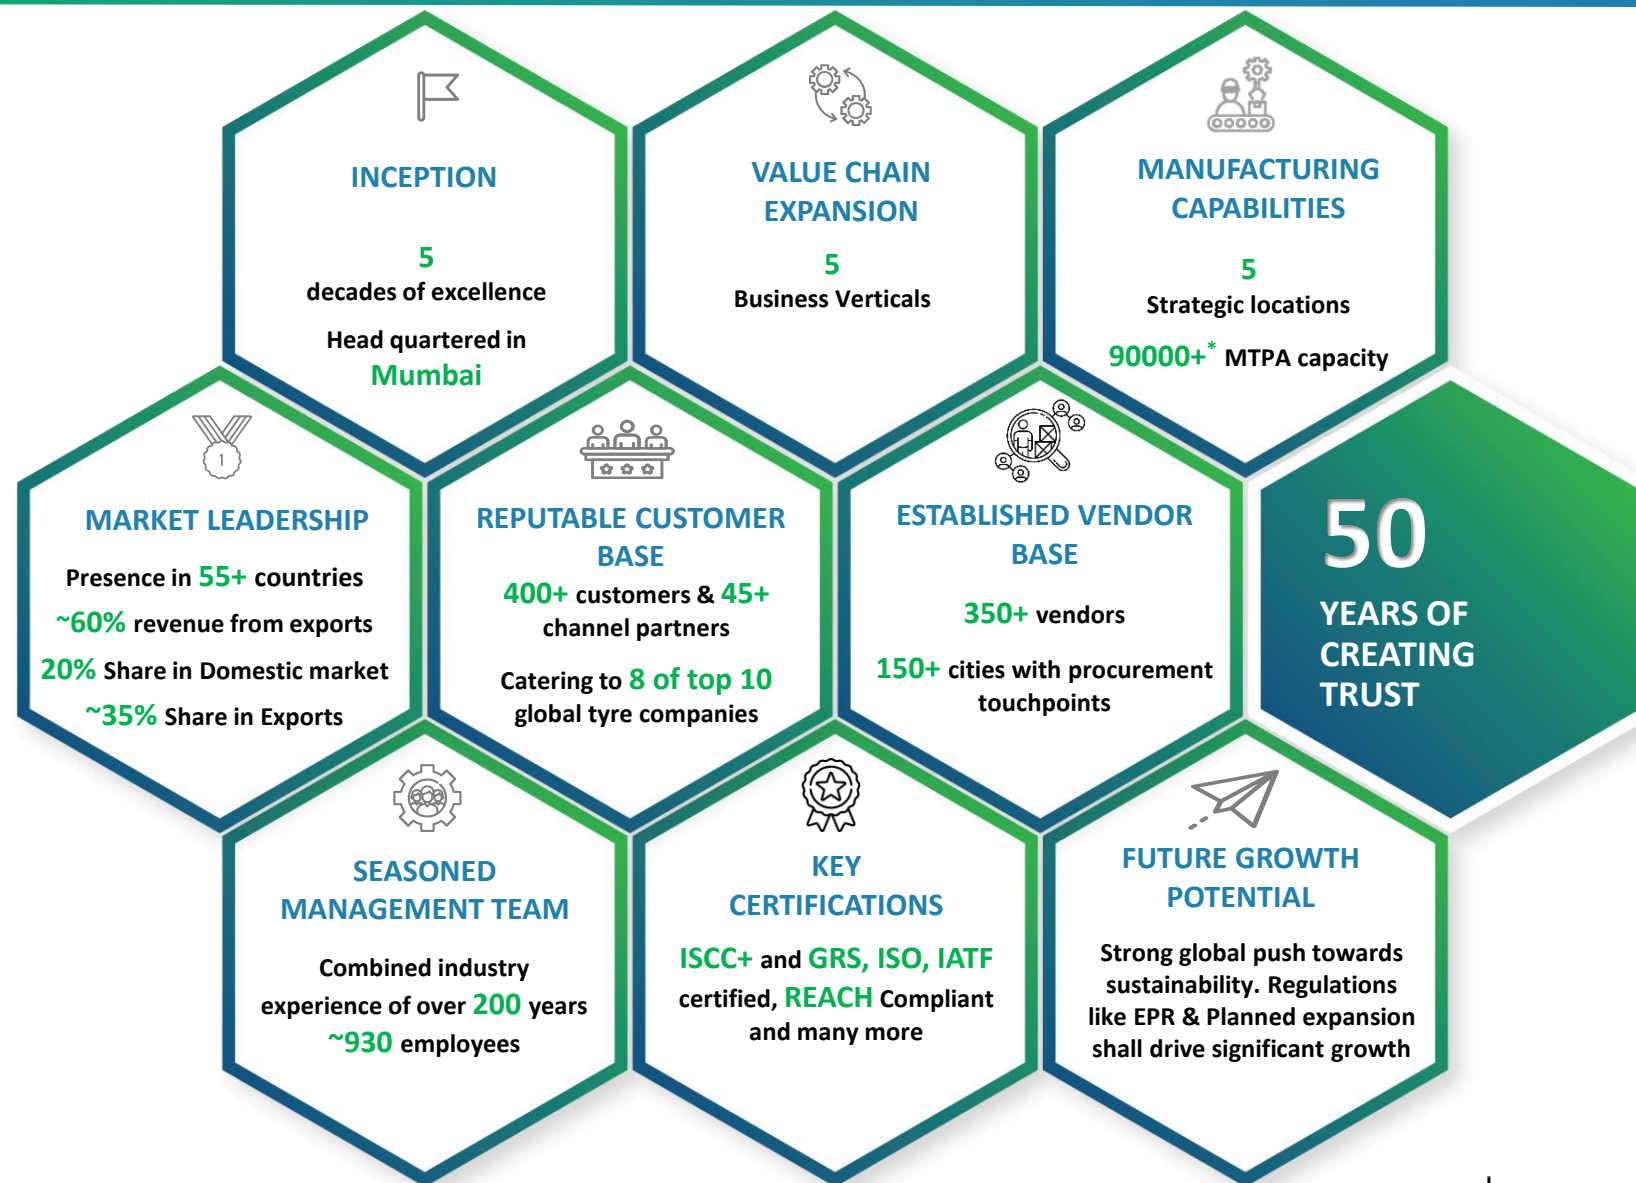 INCEPTION
5
decades of excellence
Head quartered in
Mumbai
VALUE CHAIN
EXPANSION
5
Business Verticals
MANUFACTURING
CAPABILITIES
5
Strategic locations
90000+* MTPA capacity
MARKET LEADERSHIP
Presence in 55+ countries
~60% revenue from exports
20% Share in Domestic market
~35% Share in Exports
1
REPUTABLE CUSTOMER
BASE
400+ customers & 45+
channel partners
Catering to 8 of top 10
global tyre companies
ESTABLISHED VENDOR
BASE
350+ vendors
150+ cities with procurement
touchpoints
50
YEARS OF
CREATING
TRUST
SEASONED
MANAGEMENT TEAM
Combined industry
experience of over 200 years
~930 employees
KEY
CERTIFICATIONS
ISCC+ and GRS, ISO, IATF
certified, REACH Compliant
and many more
FUTURE GROWTH
POTENTIAL
Strong global push towards
sustainability. Regulations
like EPR & Planned expansion
shall drive significant growth